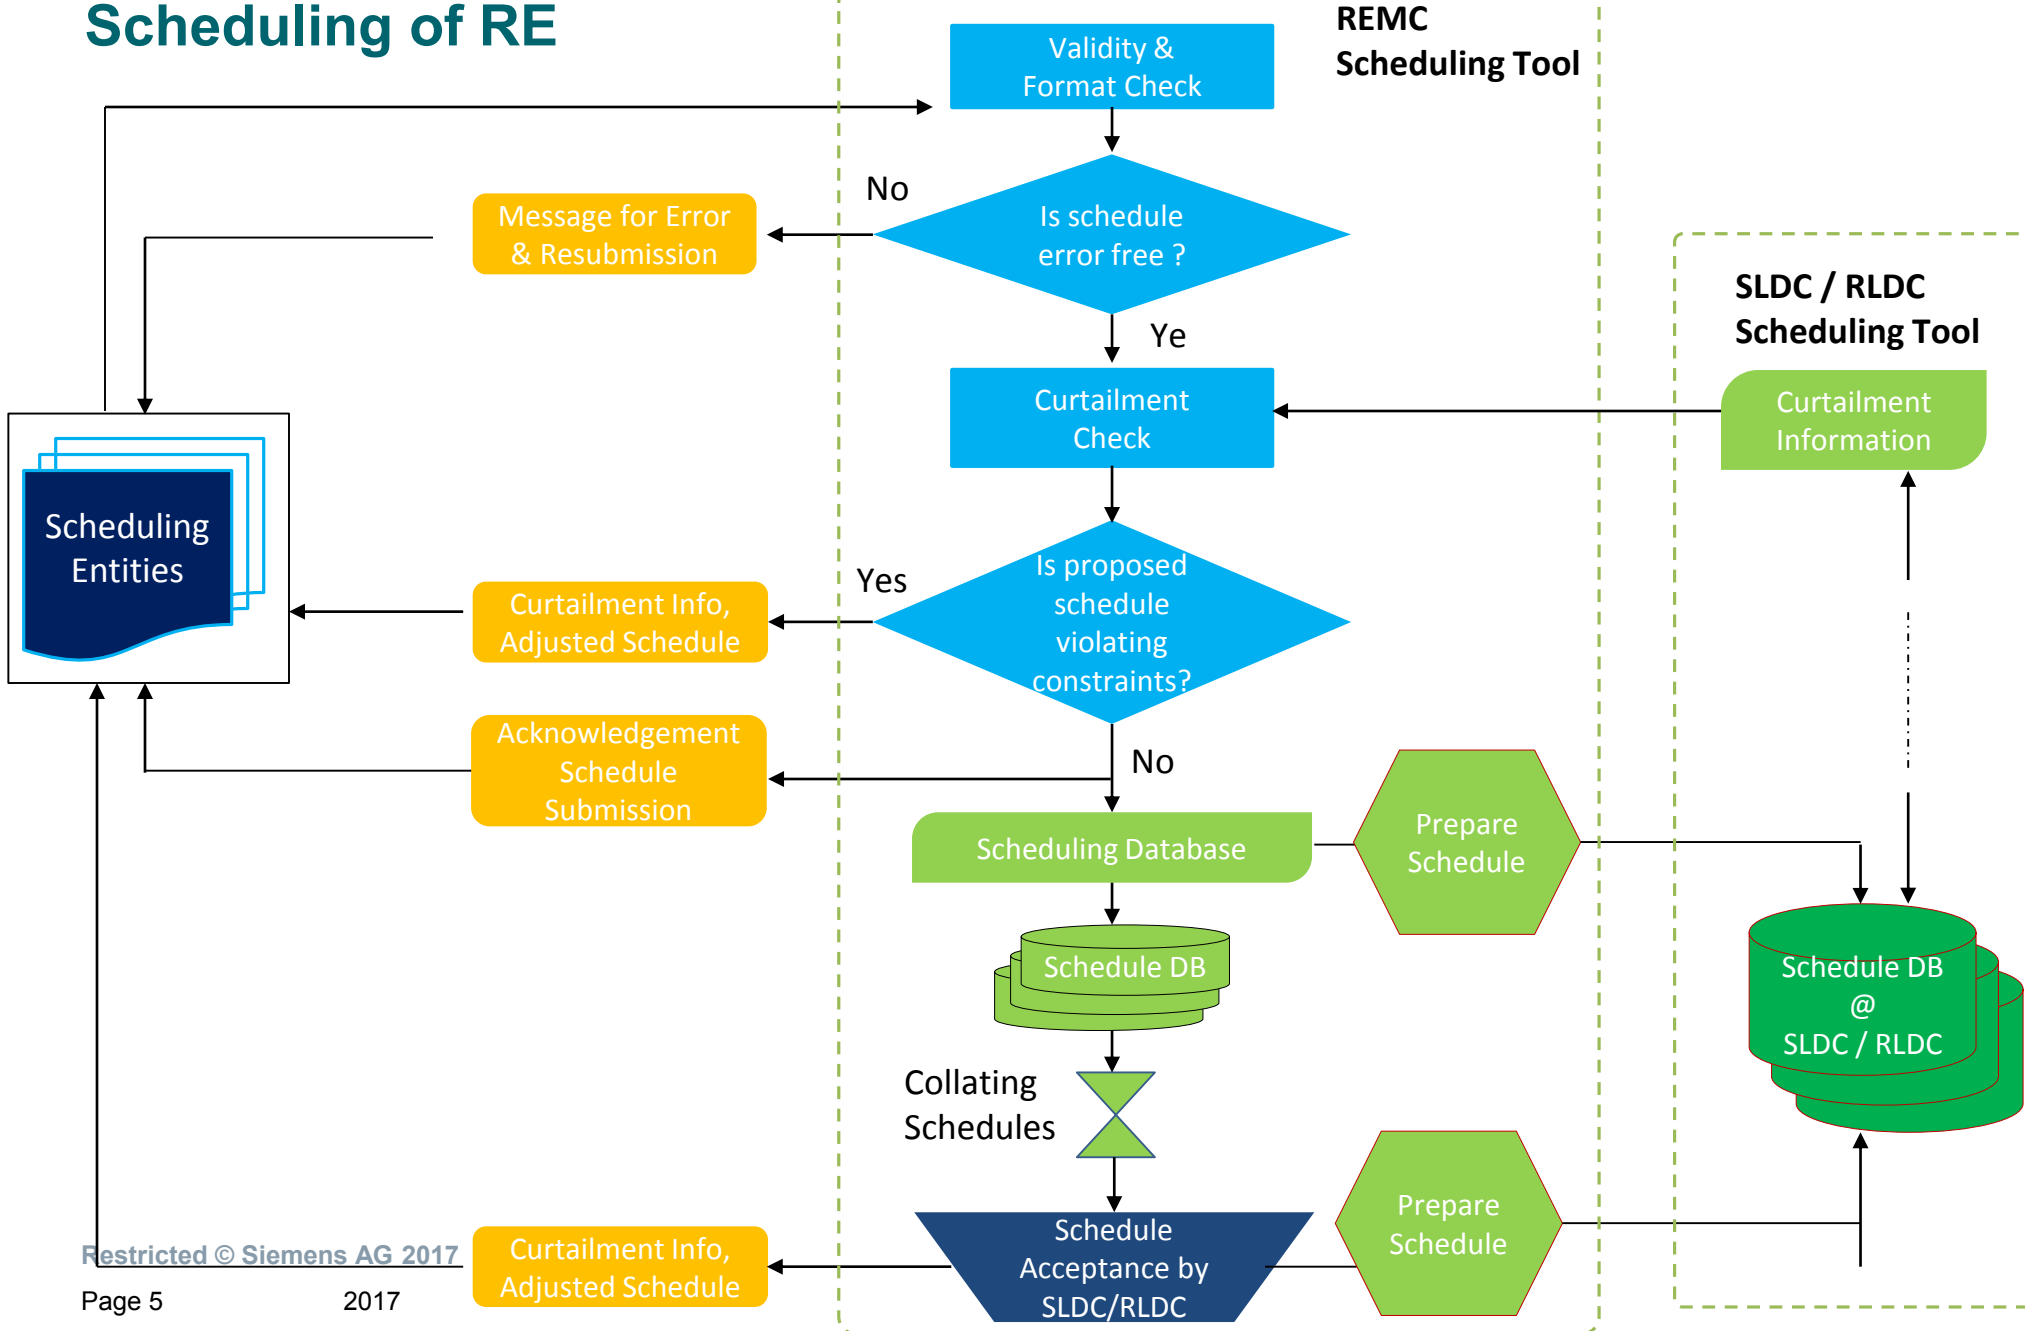 Scheduling of RE
REMC
Scheduling Tool
Validity &
Format Check
No
Message for Error
& Resubmission
Is schedule
error free ?
Ye
SLDC / RLDC
Scheduling Tool
Curtailment
Check
Curtailment
Information
Scheduling
Entities
Yes
Curtailment Info,
Adjusted Schedule
Is proposed
schedule
violating
constraints?
Acknowledgement
Schedule
Submission
No
Scheduling Database
Prepare
Schedule
Schedule DB
Schedule DB
@
SLDC / RLDC
Collating
Schedules
Schedule
Acceptance by
SLDC/RLDC
Prepare
Schedule
Curtailment Info,
Adjusted Schedule
Restricted © Siemens AG 2017
Page 5 2017